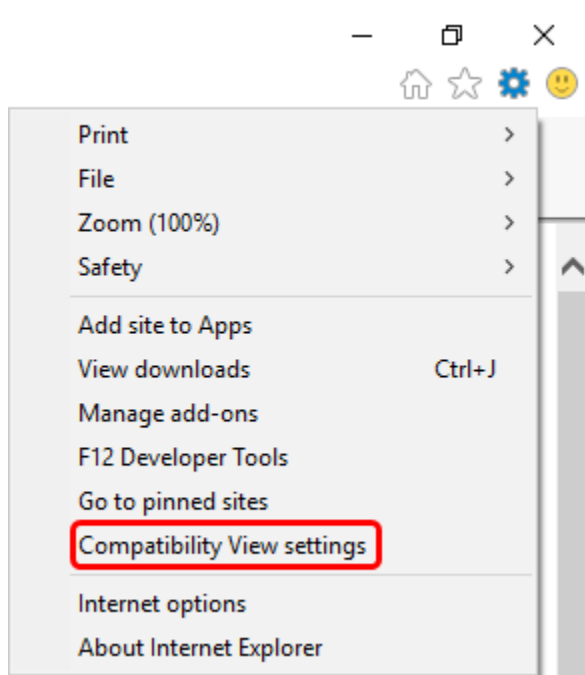 Print
File
Zoom (100%)
Safety
Add site to Apps
View downloads Ctrl+J
Manage add-ons
F12 Developer Tools
Go to pinned sites
Compatibility View settings
Internet options
About Internet Explorer